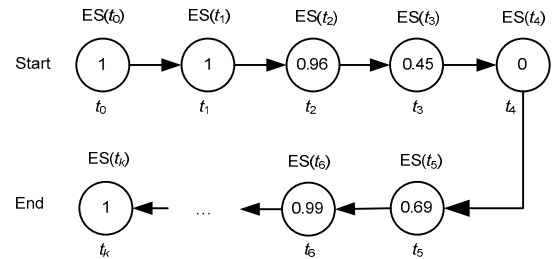 ES(t0) ES(t1) ES(t2) ES(t3) ES(t4)
Start 1 1 0.96 0.45 0
t0 t1 t2 t3 t4
ES(tk) ES(t6) ES(t5)
End 1 ... 0.99 0.69
tk t6 t5